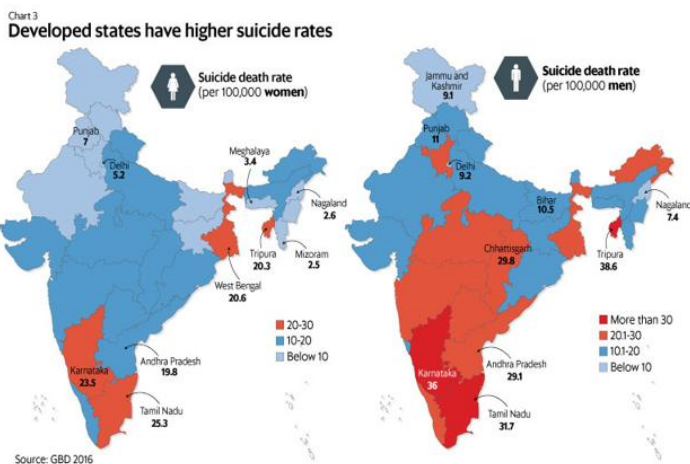 Chart 3
Developed states have higher suicide rates
Suicide death rate
(per 100,000 women)
Punjab
7
Delhi
5.2
Meghalaya
3.4
Nagaland
2.6
Mizoram
2.5
Tripura
20.3
West Bengal
20.6
20-30
10-20
Below 10
Andhra Pradesh
19.8
Karnataka
23.5
Tamil Nadu
25.3
Source: GBD 2016
Suicide death rate
(per 100,000 men)
Jammu and
Kashmir
9.1
Punjab
11
Delhi
9.2
Bihar
10.5
Nagaland
7.4
Chhattisgarh
29.8
Tripura
38.6
More than 30
20.1-30
10.1-20
Below 10
Andhra Pradesh
29.1
Karnataka
36
Tamil Nadu
31.7